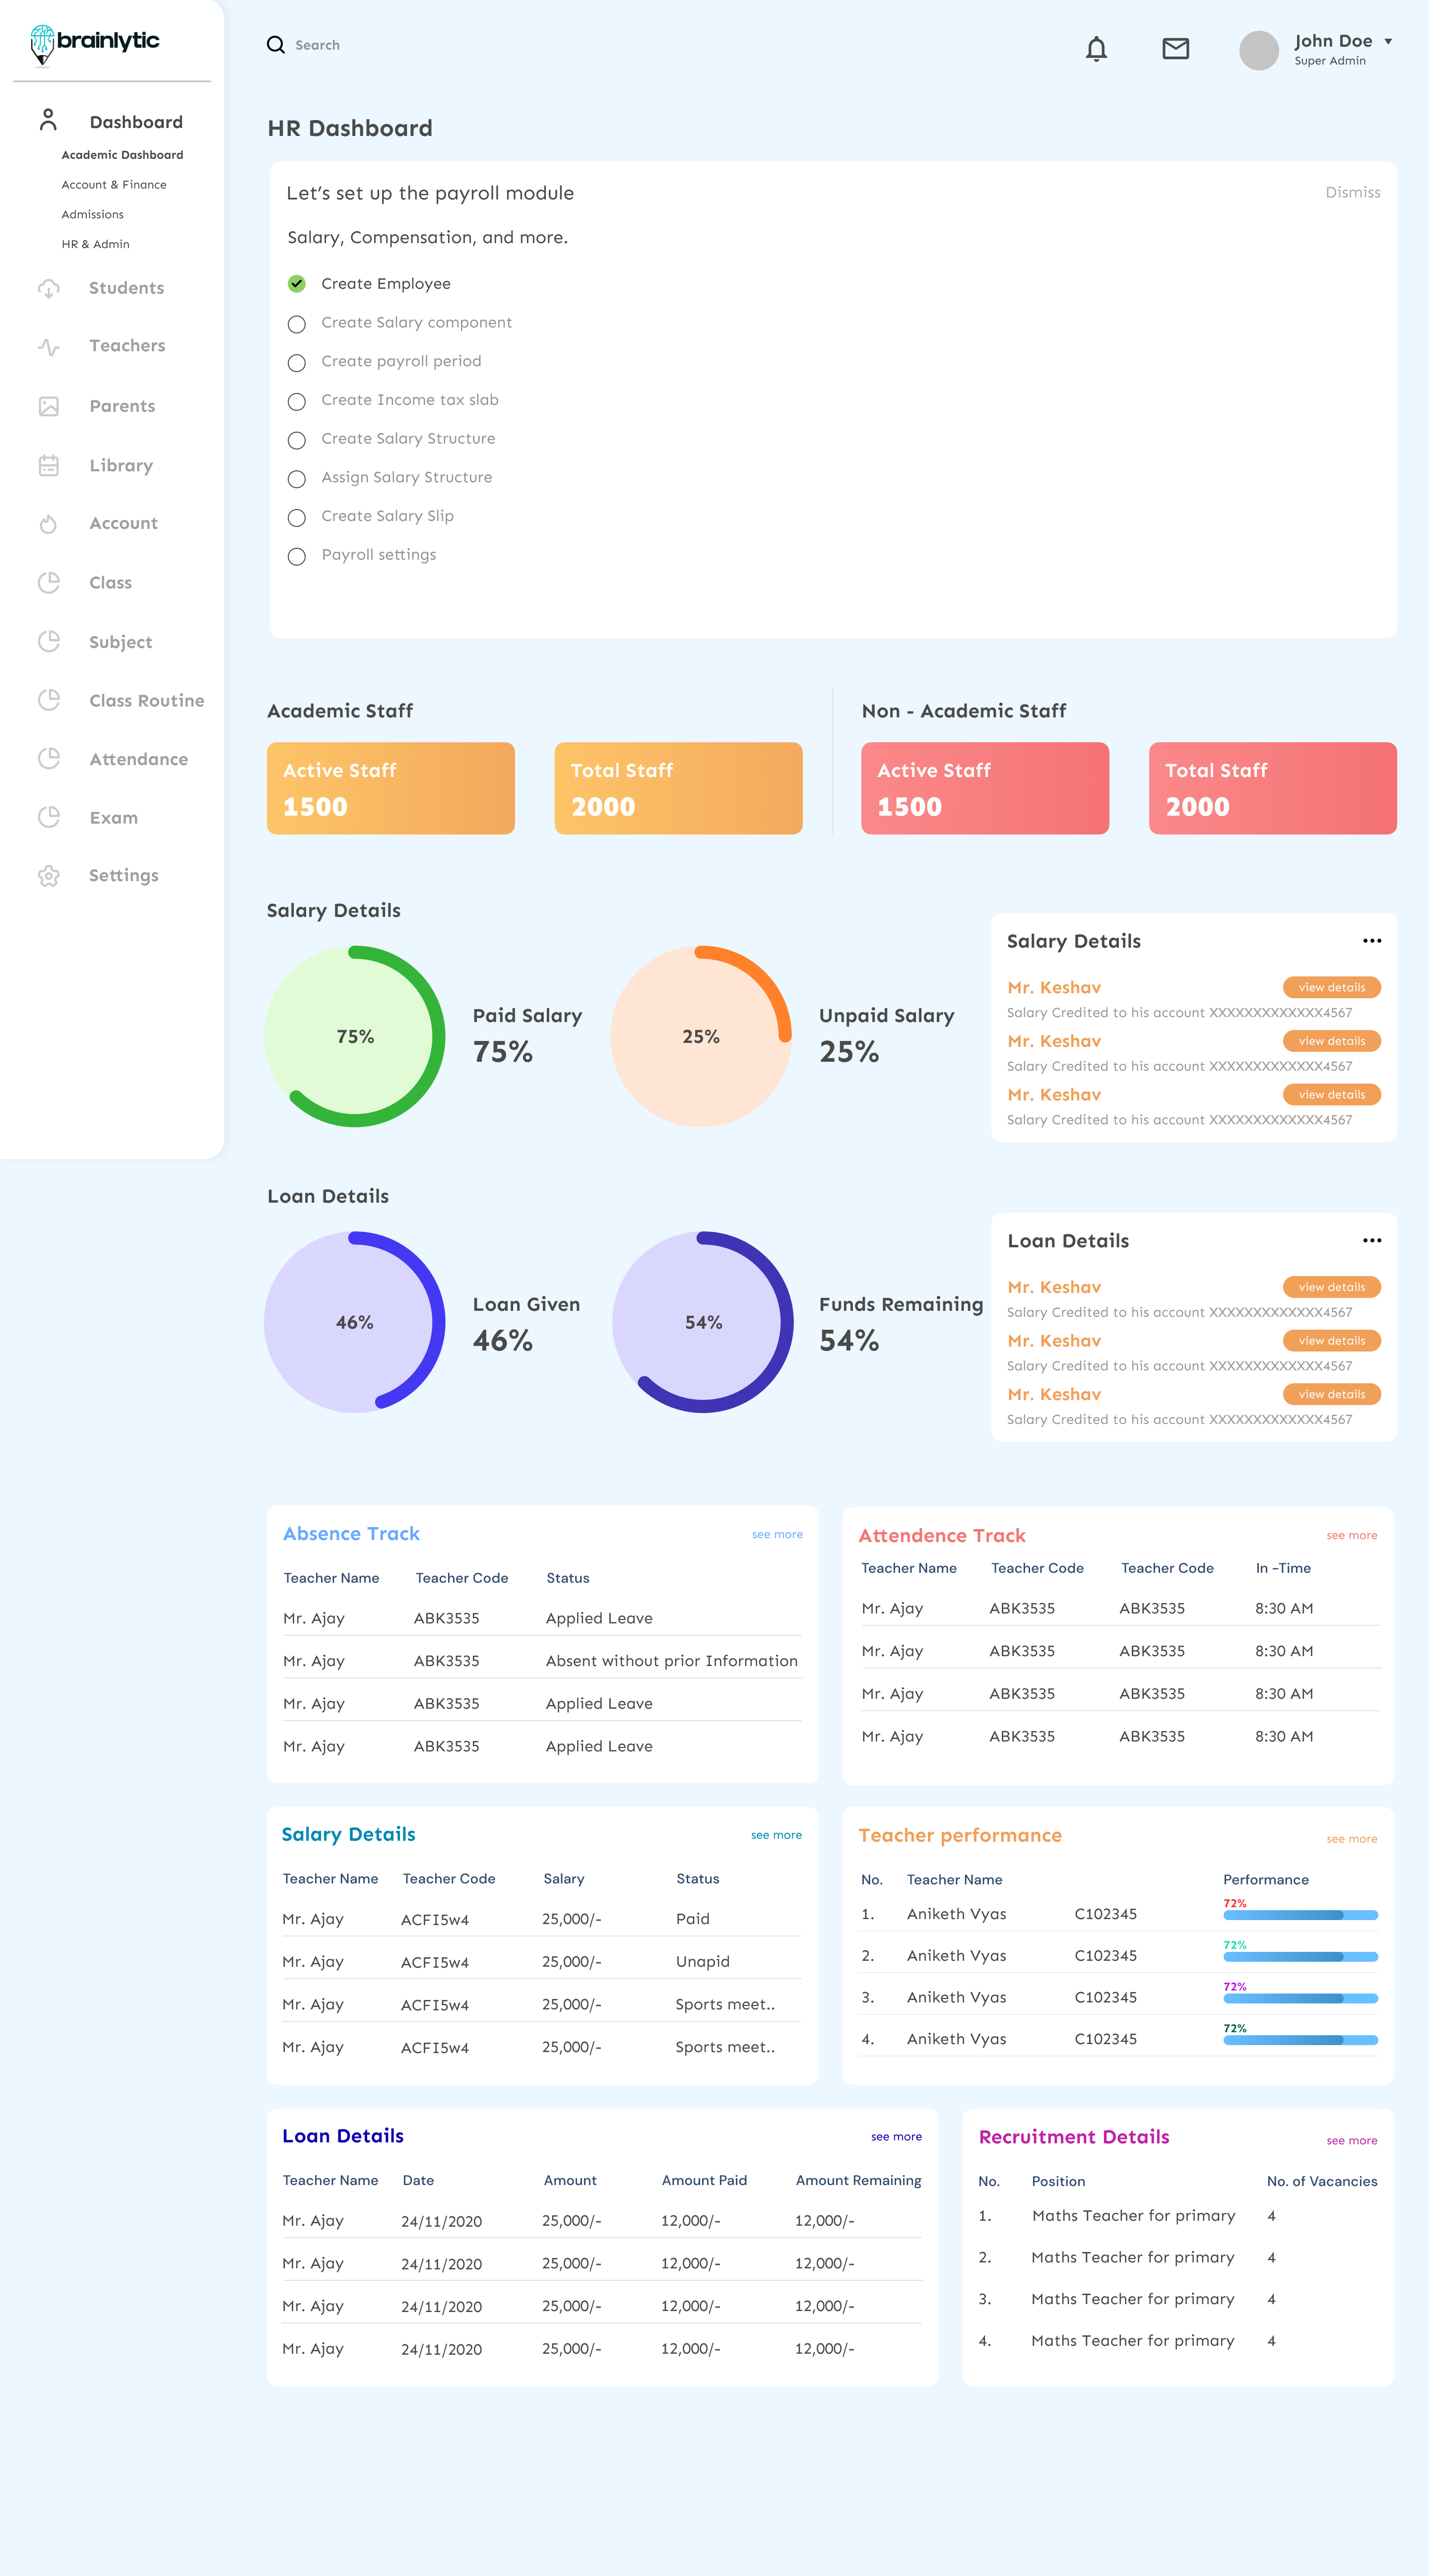 brainlytic
Search
John Doe
Super Admin
Dashboard
Academic Dashboard
Account & Finance
Admissions
HR & Admin
Students
Teachers
Parents
Library
Account
Class
Subject
Class Routine
Attendance
Exam
Settings
HR Dashboard
Let's set up the payroll module Dismiss
Salary, Compensation, and more.
Create Employee
Create Salary component
Create payroll period
Create Income tax slab
Create Salary Structure
Assign Salary Structure
Create Salary Slip
Payroll settings
Academic Staff
Active Staff
1500
Total Staff
2000
Non - Academic Staff
Active Staff
1500
Total Staff
2000
Salary Details
75%
Paid Salary
75%
25%
Unpaid Salary
25%
Salary Details
Mr. Keshav view details
Salary Credited to his account XXXXXXXXXXXXX4567
Mr. Keshav view details
Salary Credited to his account XXXXXXXXXXXXX4567
Mr. Keshav view details
Salary Credited to his account XXXXXXXXXXXXX4567
Loan Details
46%
Loan Given
46%
54%
Funds Remaining
54%
Loan Details
Mr. Keshav view details
Salary Credited to his account XXXXXXXXXXXXX4567
Mr. Keshav view details
Salary Credited to his account XXXXXXXXXXXXX4567
Mr. Keshav view details
Salary Credited to his account XXXXXXXXXXXXX4567
Absence Track see more
Teacher Name Teacher Code Status
Mr. Ajay ABK3535 Applied Leave
Mr. Ajay ABK3535 Absent without prior Information
Mr. Ajay ABK3535 Applied Leave
Mr. Ajay ABK3535 Applied Leave
Attendence Track see more
Teacher Name Teacher Code Teacher Code In -Time
Mr. Ajay ABK3535 ABK3535 8:30 AM
Mr. Ajay ABK3535 ABK3535 8:30 AM
Mr. Ajay ABK3535 ABK3535 8:30 AM
Mr. Ajay ABK3535 ABK3535 8:30 AM
Salary Details see more
Teacher Name Teacher Code Salary Status
Mr. Ajay ACFI5w4 25,000/- Paid
Mr. Ajay ACFI5w4 25,000/- Unapid
Mr. Ajay ACFI5w4 25,000/- Sports meet..
Mr. Ajay ACFI5w4 25,000/- Sports meet..
Teacher performance see more
No. Teacher Name Performance
1. Aniketh Vyas C102345 72%
2. Aniketh Vyas C102345 72%
3. Aniketh Vyas C102345 72%
4. Aniketh Vyas C102345 72%
Loan Details see more
Teacher Name Date Amount Amount Paid Amount Remaining
Mr. Ajay 24/11/2020 25,000/- 12,000/- 12,000/-
Mr. Ajay 24/11/2020 25,000/- 12,000/- 12,000/-
Mr. Ajay 24/11/2020 25,000/- 12,000/- 12,000/-
Mr. Ajay 24/11/2020 25,000/- 12,000/- 12,000/-
Recruitment Details see more
No. Position No. of Vacancies
1. Maths Teacher for primary 4
2. Maths Teacher for primary 4
3. Maths Teacher for primary 4
4. Maths Teacher for primary 4